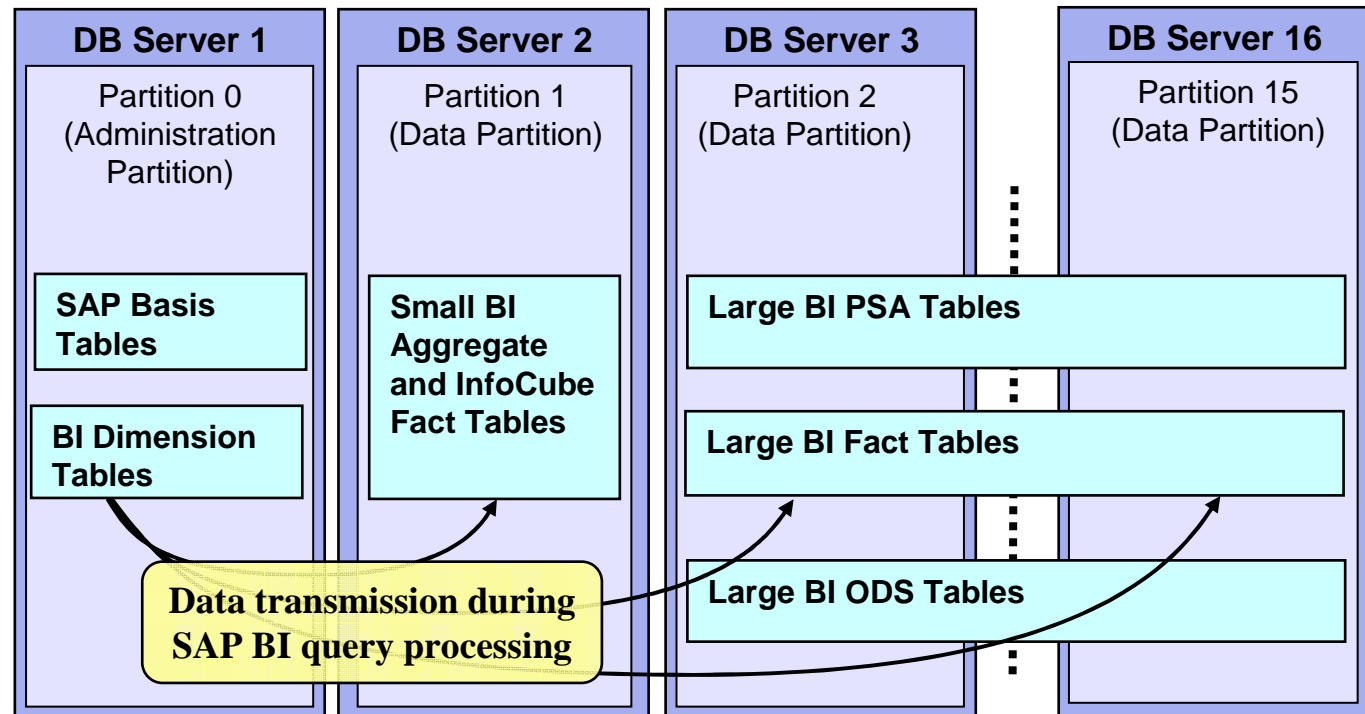 DB Server 1
Partition 0
(Administration
Partition)
SAP Basis
Tables
BI Dimension
Tables
DB Server 2
Partition 1
(Data Partition)
Small BI
Aggregate
and InfoCube
Fact Tables
DB Server 3
Partition 2
(Data Partition)
DB Server 16
Partition 15
(Data Partition)
Large BI PSA Tables
Large BI Fact Tables
Large BI ODS Tables
Data transmission during
SAP BI query processing